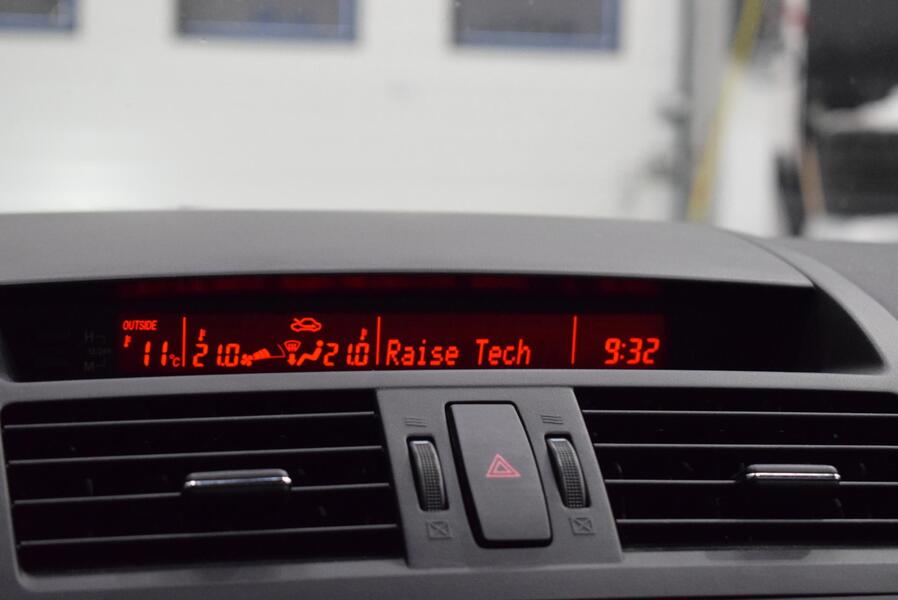 OUTSIDE
11°C 21.0 21.0 Raise Tech 9:32
H
M